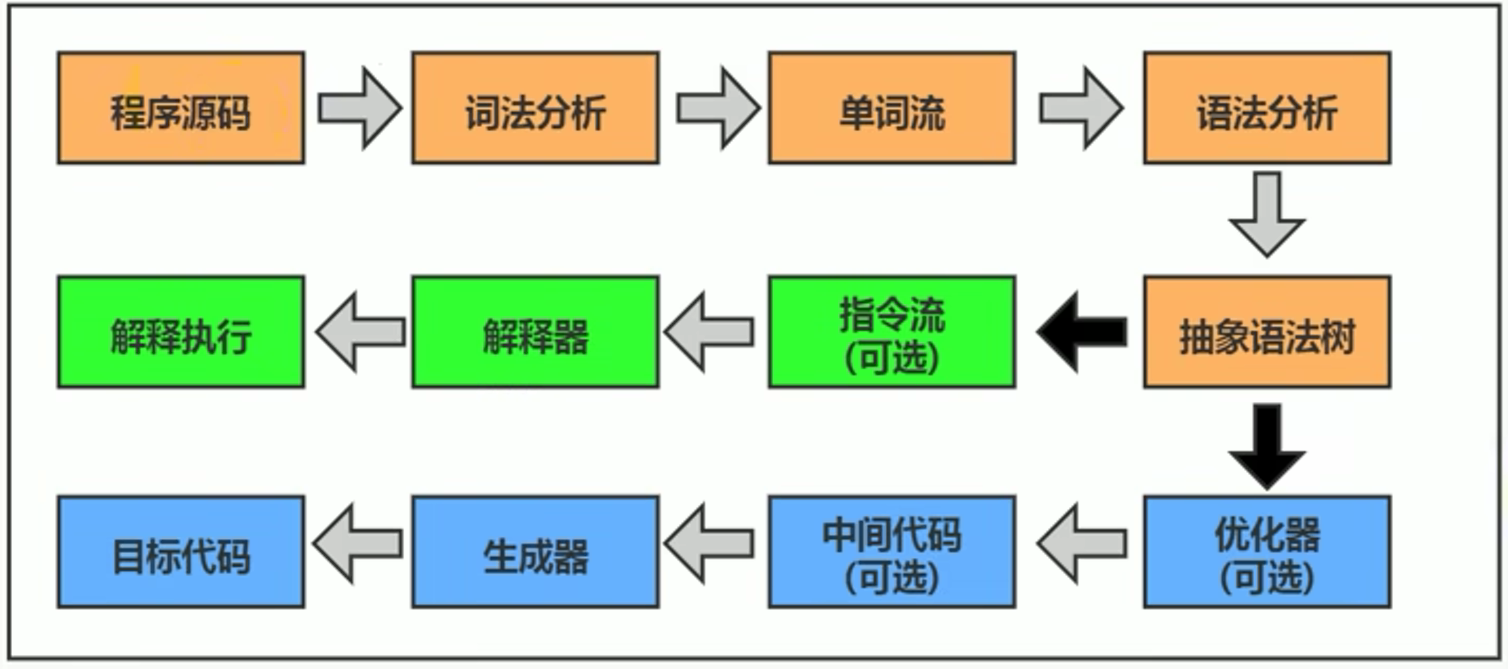 程序源码
词法分析
单词流
语法分析
解释执行
解释器
指令流
(可选)
抽象语法树
目标代码
生成器
中间代码
(可选)
优化器
(可选)